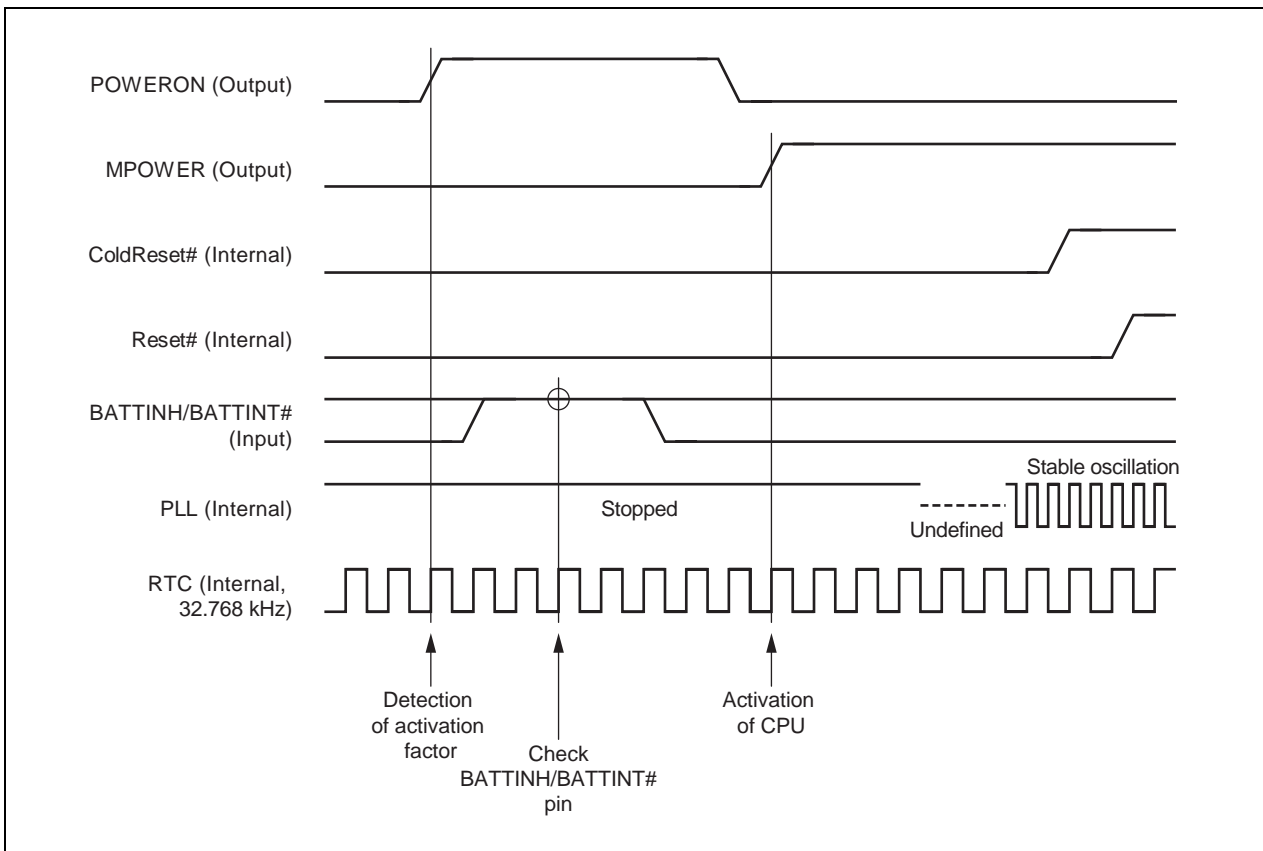 POWERON (Output)
MPOWER (Output)
ColdReset# (Internal)
Reset# (Internal)
BATTINH/BATTINT#
(Input)
Stable oscillation
PLL (Internal)
Stopped
Undefined
RTC (Internal,
32.768 kHz)
Detection
of activation
factor
Check
BATTINH/BATTINT#
pin
Activation
of CPU